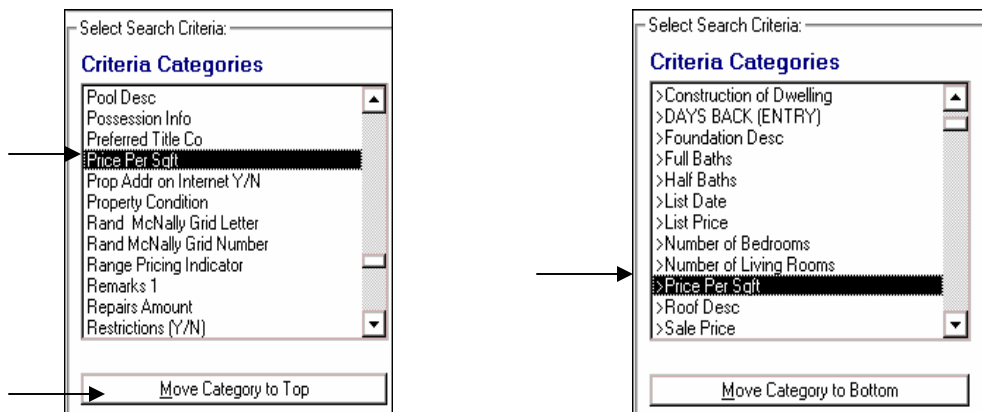 Select Search Criteria:
Criteria Categories
Pool Desc
Possession Info
Preferred Title Co
Price Per Sqft
Prop Addr on Internet Y/N
Property Condition
Rand McNally Grid Letter
Rand McNally Grid Number
Range Pricing Indicator
Remarks 1
Repairs Amount
Restrictions (Y/N)
Move Category to Top
Select Search Criteria:
Criteria Categories
>Construction of Dwelling
>DAYS BACK (ENTRY)
>Foundation Desc
>Full Baths
>Half Baths
>List Date
>List Price
>Number of Bedrooms
>Number of Living Rooms
>Price Per Sqft
>Roof Desc
>Sale Price
Move Category to Bottom